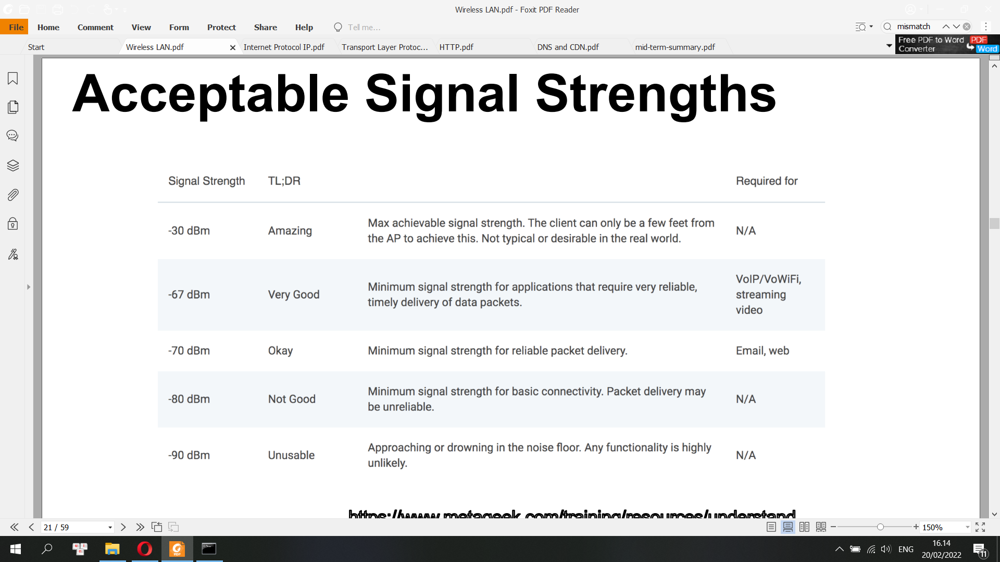 Wireless LAN.pdf - Foxit PDF Reader
File Home Comment View Form Protect Share Help Tell me...
mismatch
Start Wireless LAN.pdf Internet Protocol IP.pdf Transport Layer Protoc... HTTP.pdf DNS and CDN.pdf mid-term-summary.pdf
Free PDF to Word PDF
Converter Word
Acceptable Signal Strengths
Signal Strength TL;DR Required for
-30 dBm Amazing Max achievable signal strength. The client can only be a few feet from
the AP to achieve this. Not typical or desirable in the real world. N/A
-67 dBm Very Good Minimum signal strength for applications that require very reliable,
timely delivery of data packets. VoIP/VoWiFi,
streaming
video
-70 dBm Okay Minimum signal strength for reliable packet delivery. Email, web
-80 dBm Not Good Minimum signal strength for basic connectivity. Packet delivery may
be unreliable. N/A
-90 dBm Unusable Approaching or drowning in the noise floor. Any functionality is highly
unlikely. N/A
https://www.metageek.com/training/resources/understand
21 / 59 150%
ENG 16.14
20/02/2022 11